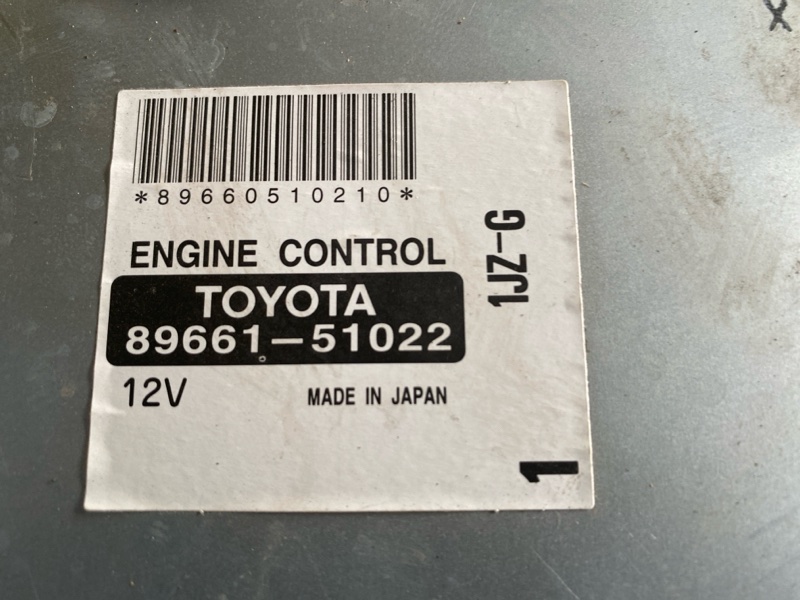 *89660510210*
ENGINE CONTROL
TOYOTA
89661-51022
12V
MADE IN JAPAN
1JZ-G
1
X